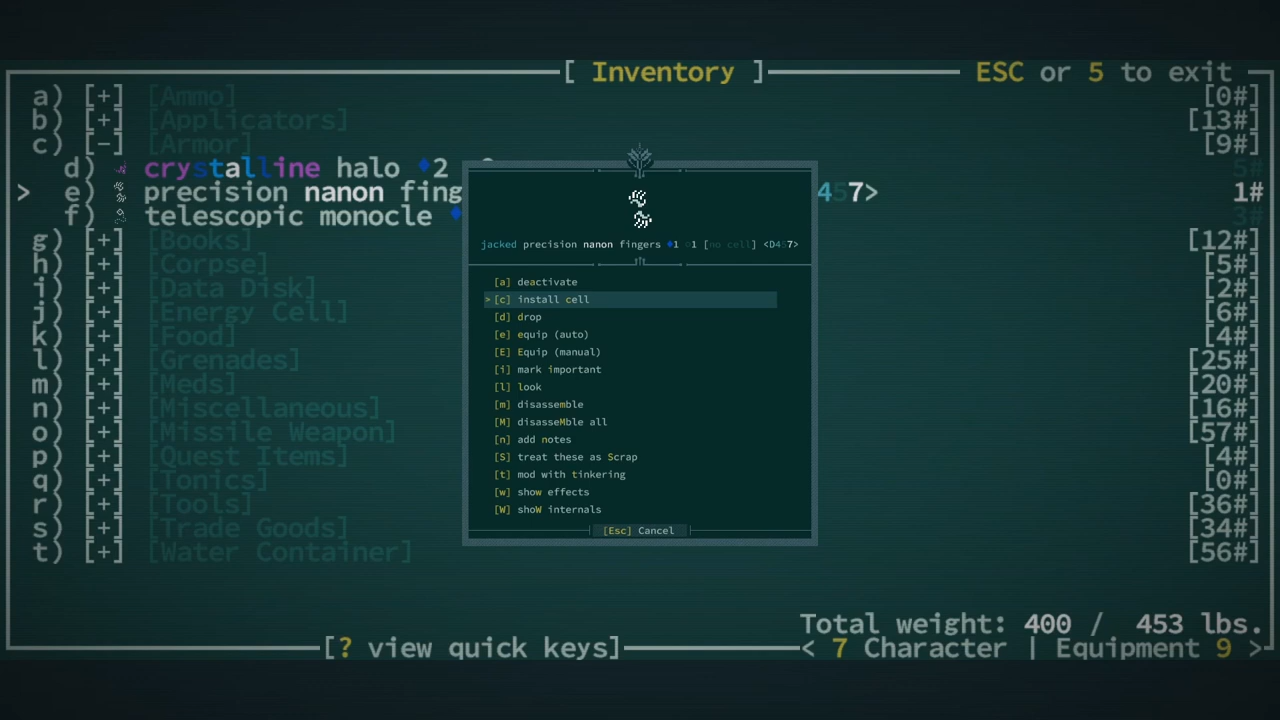 [ Inventory ] ESC or 5 to exit
a) [+] [Ammo] [0#]
b) [+] [Applicators] [13#]
c) [-] [Armor] [9#]
d) crystalline halo ♦2 5#
> e) precision nanon fing 457> 1#
f) telescopic monocle ♦ 3#
g) [+] [Books] [12#]
h) [+] [Corpse] [5#]
i) [+] [Data Disk] [2#]
j) [+] [Energy Cell] [6#]
k) [+] [Food] [4#]
l) [+] [Grenades] [25#]
m) [+] [Meds] [20#]
n) [+] [Miscellaneous] [16#]
o) [+] [Missile Weapon] [57#]
p) [+] [Quest Items] [4#]
q) [+] [Tonics] [0#]
r) [+] [Tools] [36#]
s) [+] [Trade Goods] [34#]
t) [+] [Water Container] [56#]
Total weight: 400 / 453 lbs.
[? view quick keys] < 7 Character | Equipment 9 >
jacked precision nanon fingers ♦1 ○1 [no cell] <D457>
[a] deactivate
> [c] install cell
[d] drop
[e] equip (auto)
[E] Equip (manual)
[i] mark important
[l] look
[m] disassemble
[M] disasseMble all
[n] add notes
[S] treat these as Scrap
[t] mod with tinkering
[w] show effects
[W] shoW internals
[Esc] Cancel